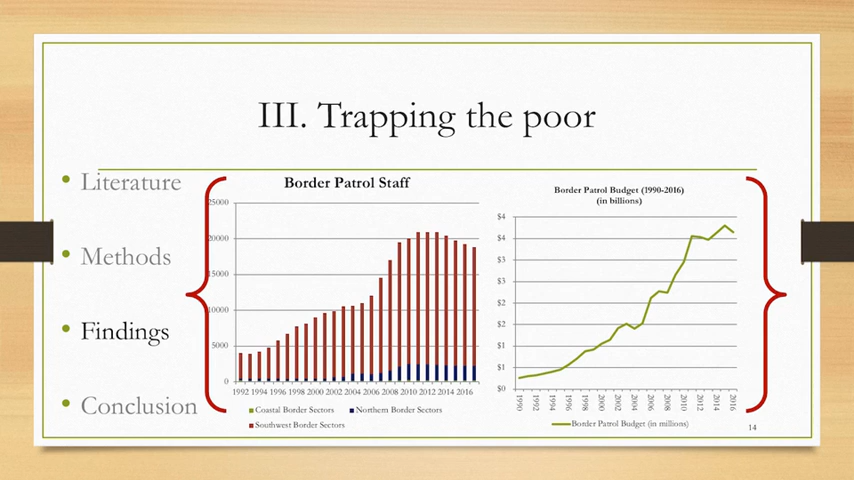 III. Trapping the poor
• Literature
• Methods
• Findings
• Conclusion
Border Patrol Staff
25000
20000
15000
10000
5000
0
1992 1994 1996 1998 2000 2002 2004 2006 2008 2010 2012 2014 2016
Coastal Border Sectors Northern Border Sectors
Southwest Border Sectors
Border Patrol Budget (1990-2016)
(in billions)
$4
$4
$3
$3
$2
$2
$1
$1
$0
1990 1992 1994 1996 1998 2000 2002 2004 2006 2008 2010 2012 2014 2016
Border Patrol Budget (in millions)
14